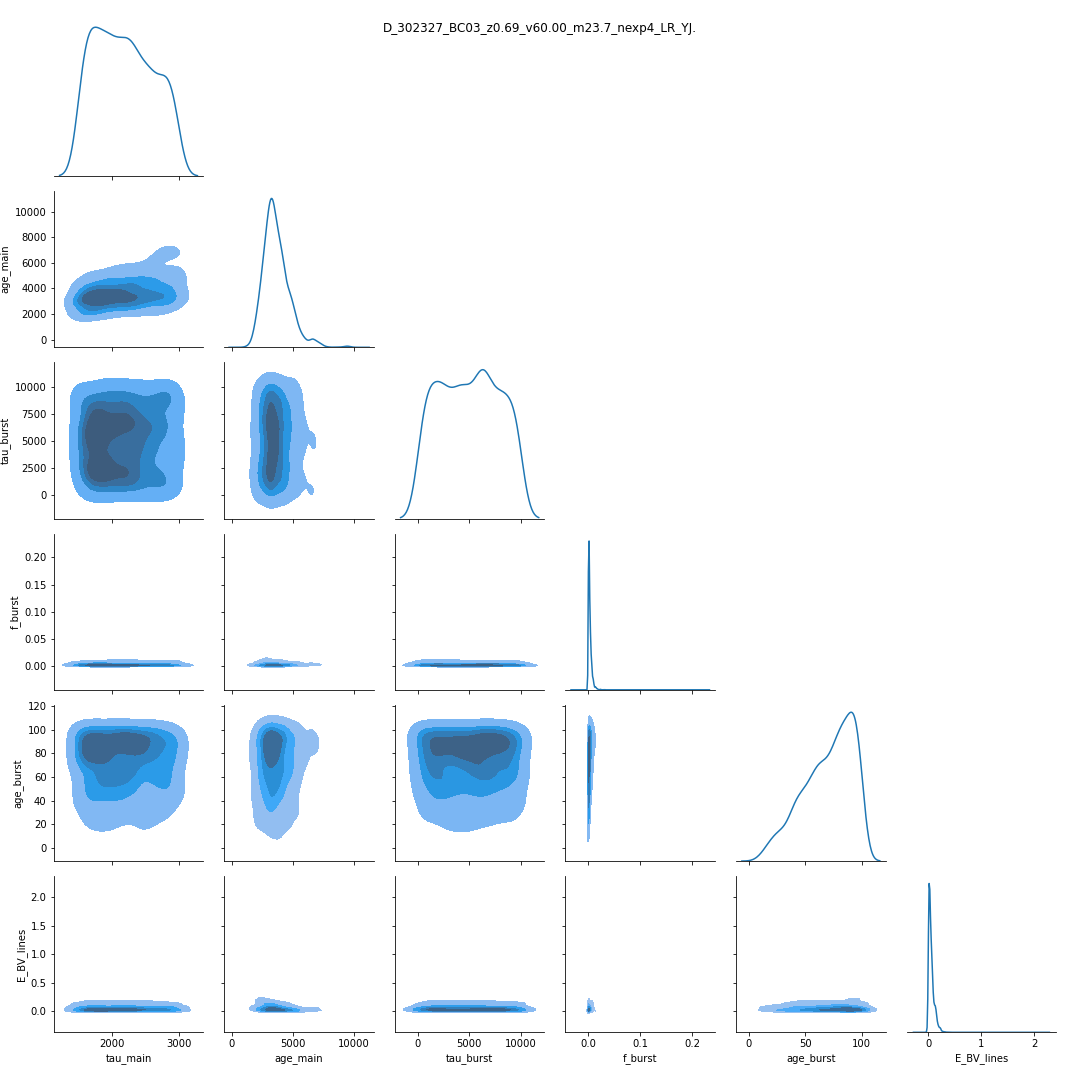 D_302327_BC03_z0.69_v60.00_m23.7_nexp4_LR_YJ.
10000
8000
6000
4000
2000
0
age_main
10000
7500
5000
2500
0
tau_burst
0.20
0.15
0.10
0.05
0.00
f_burst
120
100
80
60
40
20
0
age_burst
2.0
1.5
1.0
0.5
0.0
E_BV_lines
2000 3000
0 5000 10000
0 5000 10000
0.0 0.1 0.2
0 50 100
0 1 2
tau_main
age_main
tau_burst
f_burst
age_burst
E_BV_lines